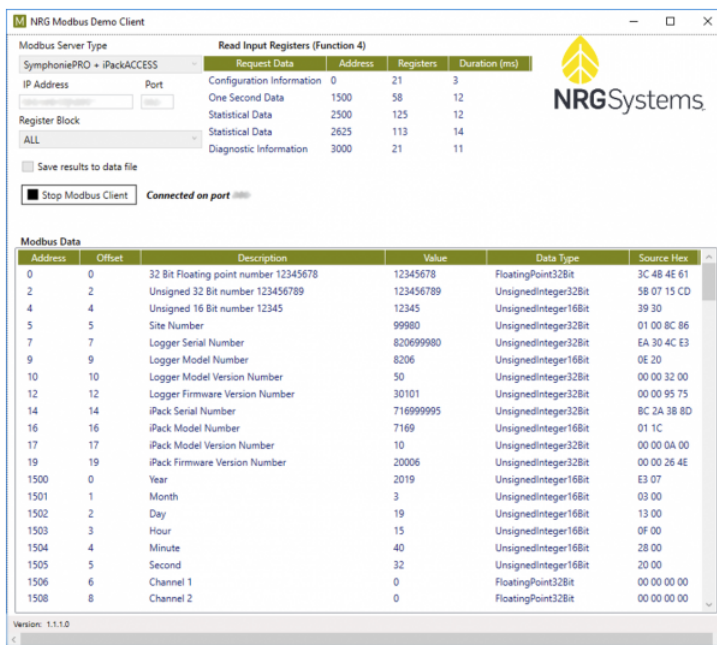 NRG Modbus Demo Client
Modbus Server Type
SymphoniePRO + iPackACCESS
IP Address Port
Register Block
ALL
Save results to data file
Stop Modbus Client Connected on port
Read Input Registers (Function 4)
Request Data Address Registers Duration (ms)
Configuration Information 0 21 3
One Second Data 1500 58 12
Statistical Data 2500 125 12
Statistical Data 2625 113 14
Diagnostic Information 3000 21 11
NRGSystems
Modbus Data
Address Offset Description Value Data Type Source Hex
0 0 32 Bit Floating point number 12345678 12345678 FloatingPoint32Bit 3C 4B 4E 61
2 2 Unsigned 32 Bit number 123456789 123456789 UnsignedInteger32Bit 5B 07 15 CD
4 4 Unsigned 16 Bit number 12345 12345 UnsignedInteger16Bit 39 30
5 5 Site Number 99980 UnsignedInteger32Bit 01 00 8C 86
7 7 Logger Serial Number 820699980 UnsignedInteger32Bit EA 30 4C E3
9 9 Logger Model Number 8206 UnsignedInteger16Bit 0E 20
10 10 Logger Model Version Number 50 UnsignedInteger32Bit 00 00 32 00
12 12 Logger Firmware Version Number 30101 UnsignedInteger32Bit 00 00 95 75
14 14 iPack Serial Number 716999995 UnsignedInteger32Bit BC 2A 3B 8D
16 16 iPack Model Number 7169 UnsignedInteger16Bit 01 1C
17 17 iPack Model Version Number 10 UnsignedInteger32Bit 00 00 0A 00
19 19 iPack Firmware Version Number 20006 UnsignedInteger32Bit 00 00 26 4E
1500 0 Year 2019 UnsignedInteger16Bit E3 07
1501 1 Month 3 UnsignedInteger16Bit 03 00
1502 2 Day 19 UnsignedInteger16Bit 13 00
1503 3 Hour 15 UnsignedInteger16Bit 0F 00
1504 4 Minute 40 UnsignedInteger16Bit 28 00
1505 5 Second 32 UnsignedInteger16Bit 20 00
1506 6 Channel 1 0 FloatingPoint32Bit 00 00 00 00
1508 8 Channel 2 0 FloatingPoint32Bit 00 00 00 00
Version: 1.1.1.0